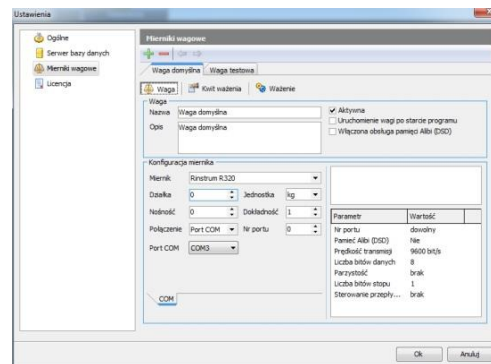 Ustawienia
Ogólne
Serwer bazy danych
Mierniki wagowe
Licencja
Mierniki wagowe
Waga domyślna Waga testowa
Waga Kwit ważenia Ważenie
Waga
Nazwa Waga domyślna
Opis Waga domyślna
Aktywna
Uruchomienie wagi po starcie programu
Włączona obsługa pamięci Alibi (DSD)
Konfiguracja miernika
Miernik Rinstrum R320
Działka 0 Jednostka kg
Nośność 0 Dokładność 1
Połączenie Port COM Nr portu 0
Port COM COM3
COM
Parametr Wartość
Nr portu dowolny
Pamieć Alibi (DSD) Nie
Prędkość transmisji 9600 bit/s
Liczba bitów danych 8
Parzystość brak
Liczba bitów stopu 1
Sterowanie przepły... brak
Ok Anuluj